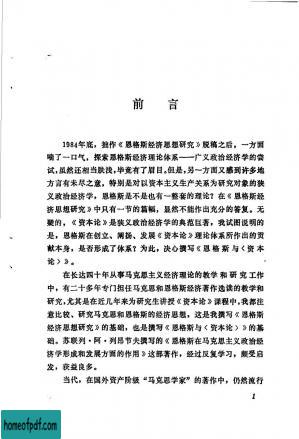 前言
1984年底，拙作《恩格斯经济思想研究》脱稿之后，一方面
喘了一口气，探索恩格斯经济理论体系——广义政治经济学的尝
试，虽然还相当肤浅，毕竟有了眉目。但是，另一方面又感到许多地
方言有未尽之意，特别是对以资本主义生产关系为研究对象的狭
义政治经济学，恩格斯是不是也有一整套的理论？在《恩格斯经
济思想研究》中只有一节的篇幅，显然不能作出充分的答复。无
疑的，《资本论》是狭义政治经济学的典范巨著，我试图说明的
是，恩格斯在创立、阐扬、发展《资本论》理论体系所作出的贡
献本身，是否形成了体系？为此，决心撰写《恩格斯与〈资本
论〉》。
在长达四十年从事马克思主义经济理论的教学和研究工作
中，有二十多年专门担任马克思和恩格斯经济著作选读的教学和
研究，尤其是在近几年来为研究生讲授《资本论》课程中，我都注
意比较、研究马克思和恩格斯的经济思想，这是我撰写《恩格
斯经济思想研究》的基础，也是撰写《恩格斯与〈资本论〉》的基
础。苏联列·阿·列昂节夫撰写的《恩格斯在马克思主义政治经
济学形成和发展方面的作用》这部著作，经过反复学习，颇受启
发，获益良多。
当代，在国外资产阶级“马克思学家”的著作中，仍然流行
1
homeofpdf.com